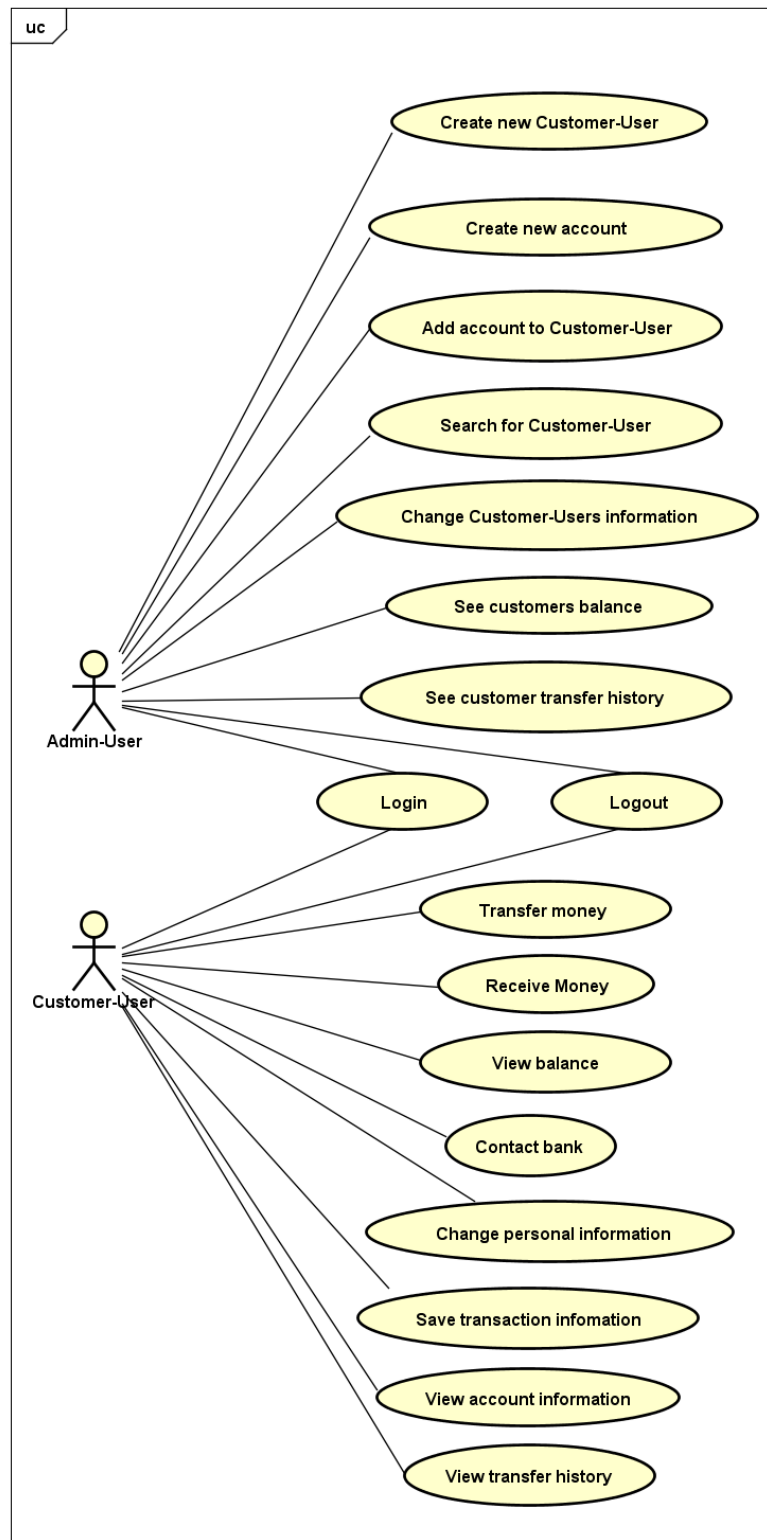 uc
Create new Customer-User
Create new account
Add account to Customer-User
Search for Customer-User
Change Customer-Users information
See customers balance
See customer transfer history
Admin-User
Login
Logout
Transfer money
Receive Money
Customer-User
View balance
Contact bank
Change personal information
Save transaction infomation
View account information
View transfer history